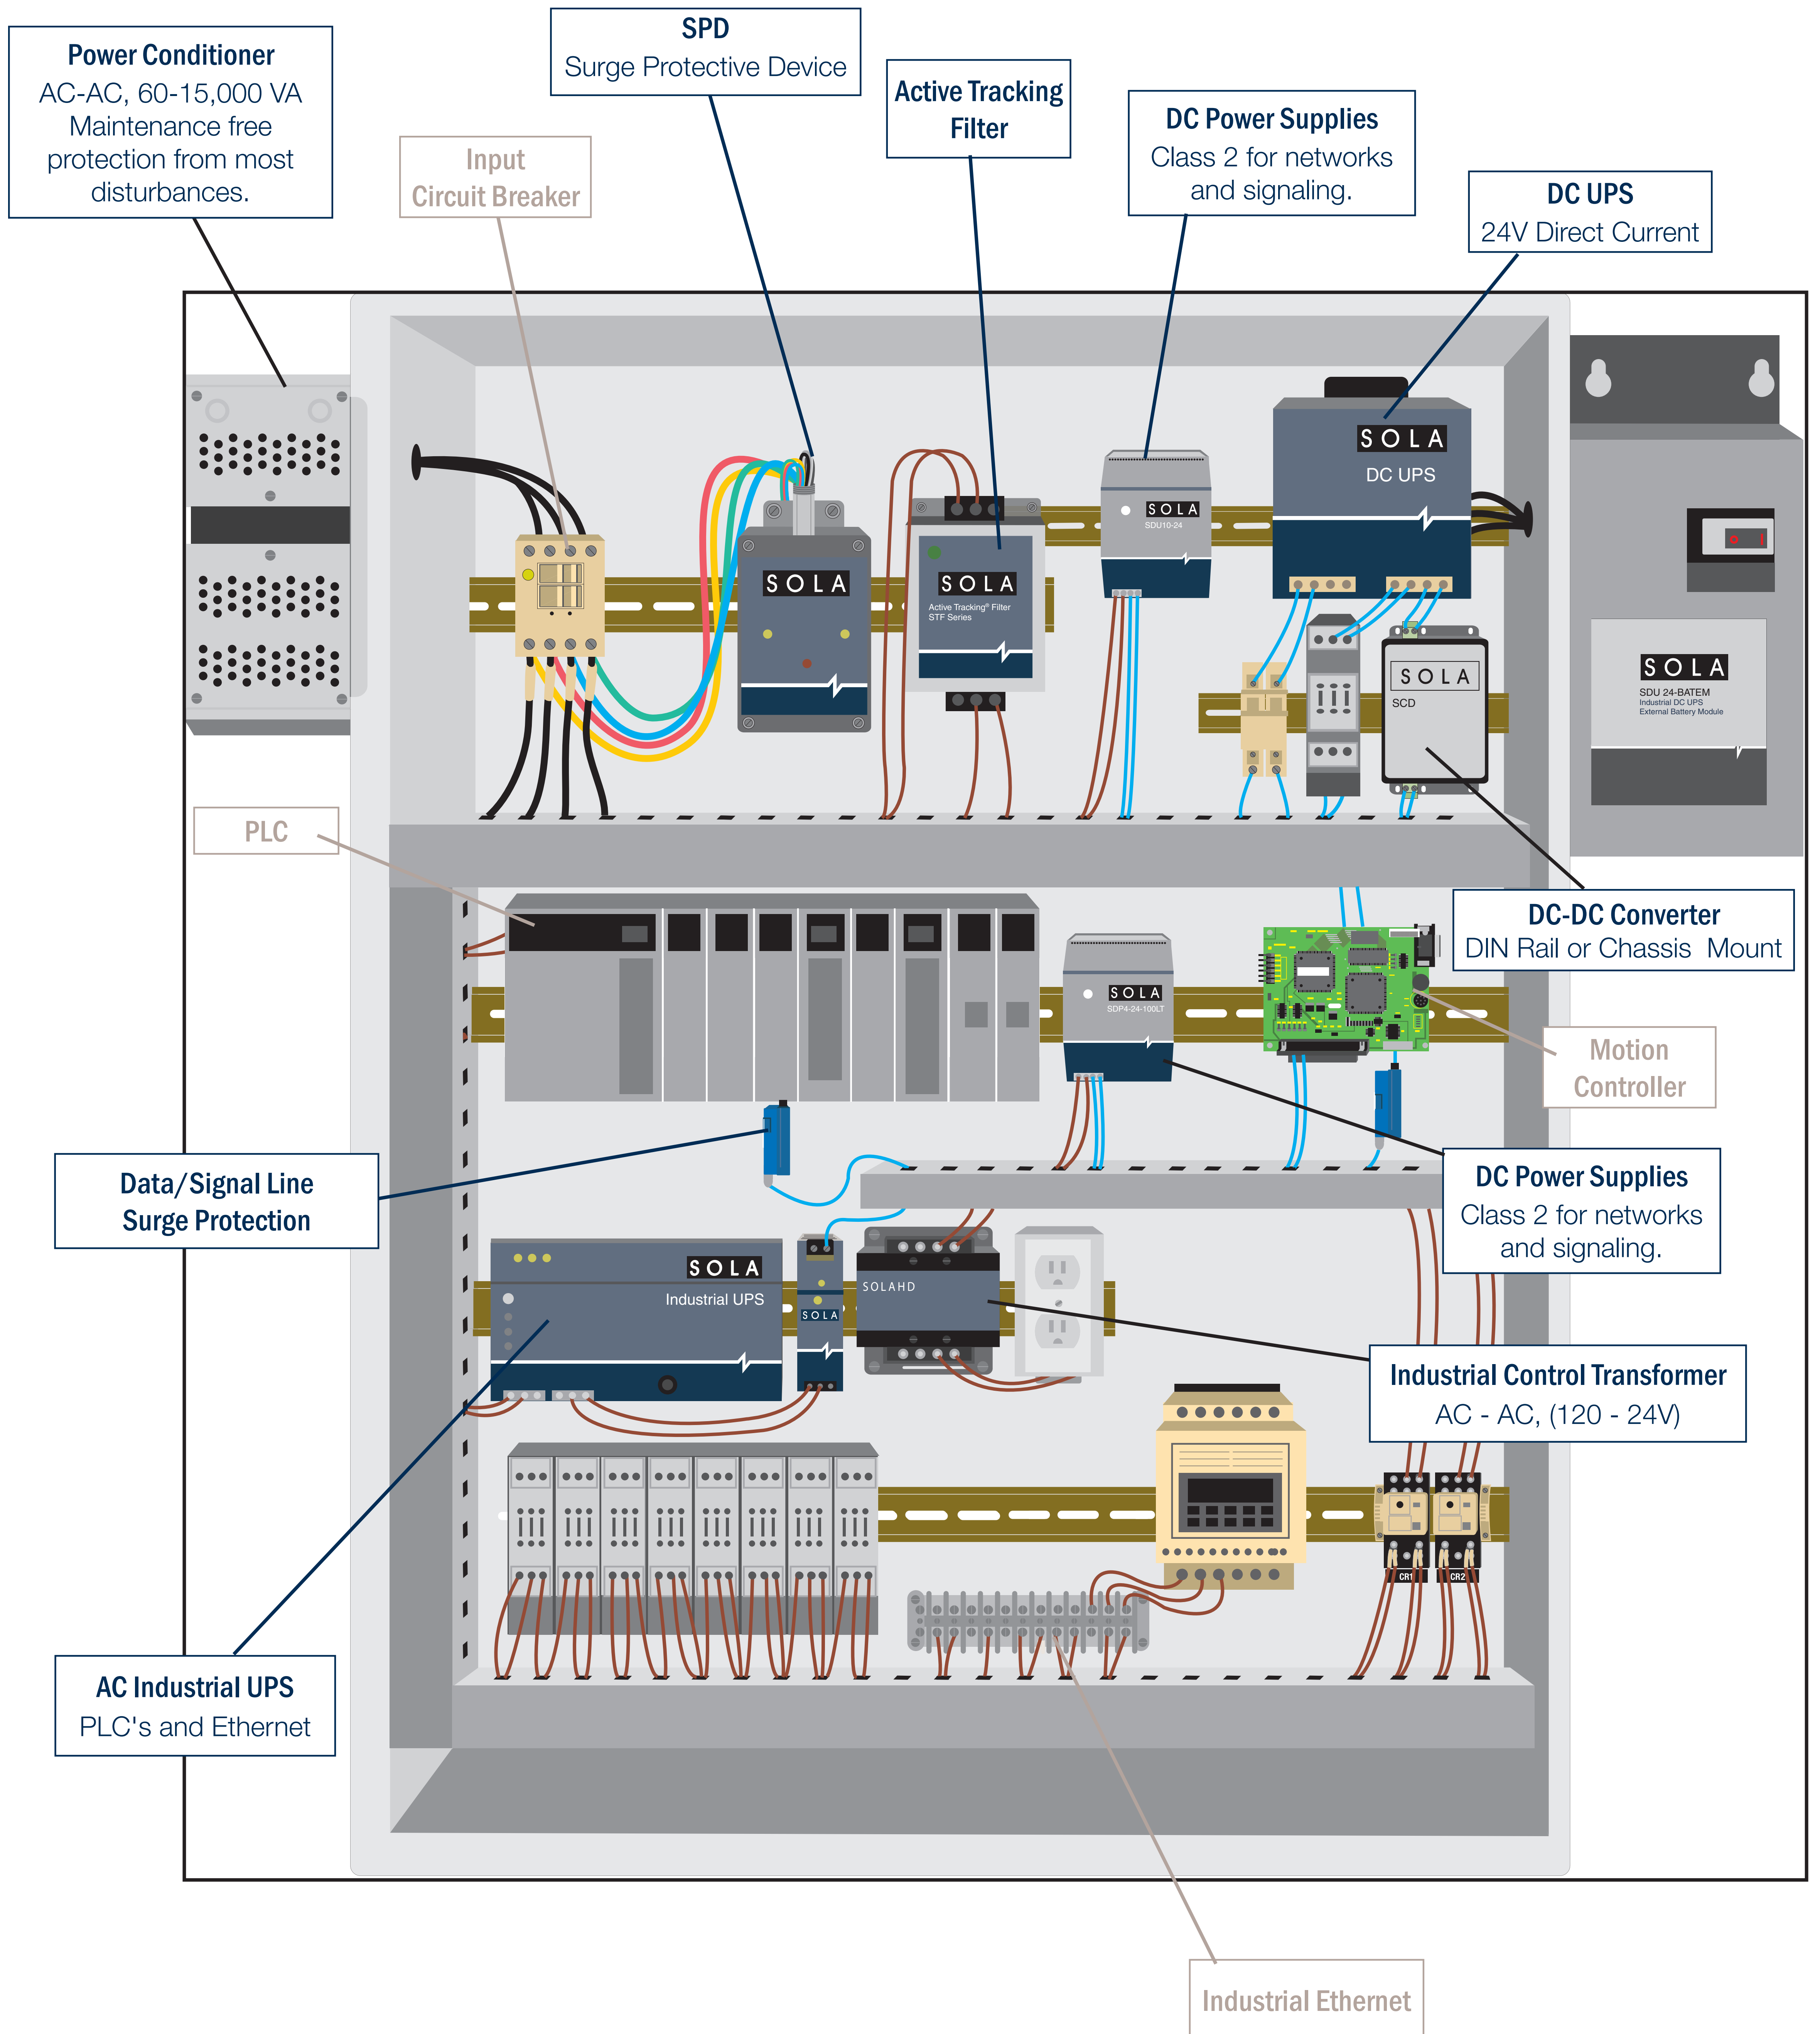 SPD
Surge Protective Device
Power Conditioner
AC-AC, 60-15,000 VA
Maintenance free
protection from most
disturbances.
Active Tracking
Filter
DC Power Supplies
Class 2 for networks
and signaling.
Input
Circuit Breaker
DC UPS
24V Direct Current
SOLA
DC UPS
SOLA
SDU10-24
SOLA
SOLA
Active Tracking® Filter
STF Series
SOLA
SCD
SOLA
SDU 24-BATEM
Industrial DC UPS
External Battery Module
PLC
DC-DC Converter
DIN Rail or Chassis Mount
SOLA
SDP4-24-100LT
Motion
Controller
Data/Signal Line
Surge Protection
DC Power Supplies
Class 2 for networks
and signaling.
SOLA
Industrial UPS
SOLAHD
SOLA
Industrial Control Transformer
AC - AC, (120 - 24V)
CR1
CR2
AC Industrial UPS
PLC's and Ethernet
Industrial Ethernet